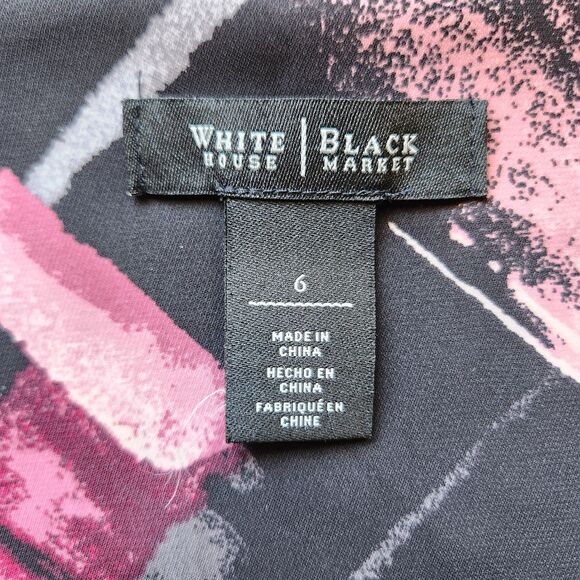 WHITE | BLACK
HOUSE | MARKET
6
MADE IN
CHINA
HECHO EN
CHINA
FABRIQUÉ EN
CHINE